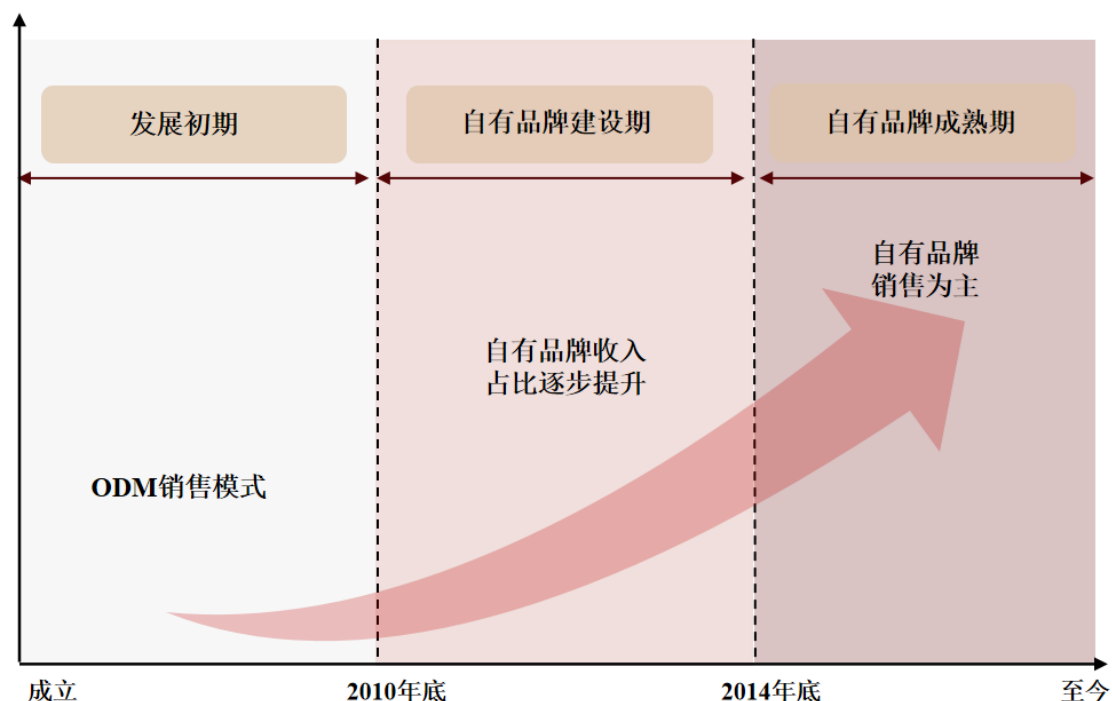 发展初期
自有品牌建设期
自有品牌成熟期
自有品牌
销售为主
自有品牌收入
占比逐步提升
ODM销售模式
成立
2010年底
2014年底
至今